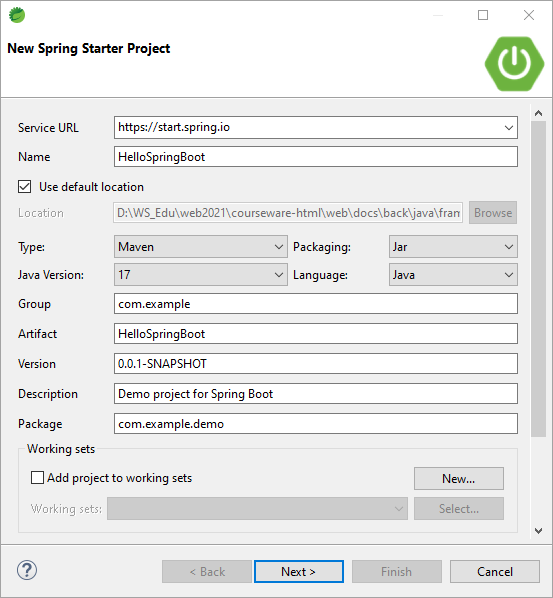 New Spring Starter Project
Service URL https://start.spring.io
Name HelloSpringBoot
Use default location
Location D:\WS_Edu\web2021\courseware-html\web\docs\back\java\fram Browse
Type: Maven Packaging: Jar
Java Version: 17 Language: Java
Group com.example
Artifact HelloSpringBoot
Version 0.0.1-SNAPSHOT
Description Demo project for Spring Boot
Package com.example.demo
Working sets
Add project to working sets New...
Working sets: Select...
? < Back Next > Finish Cancel